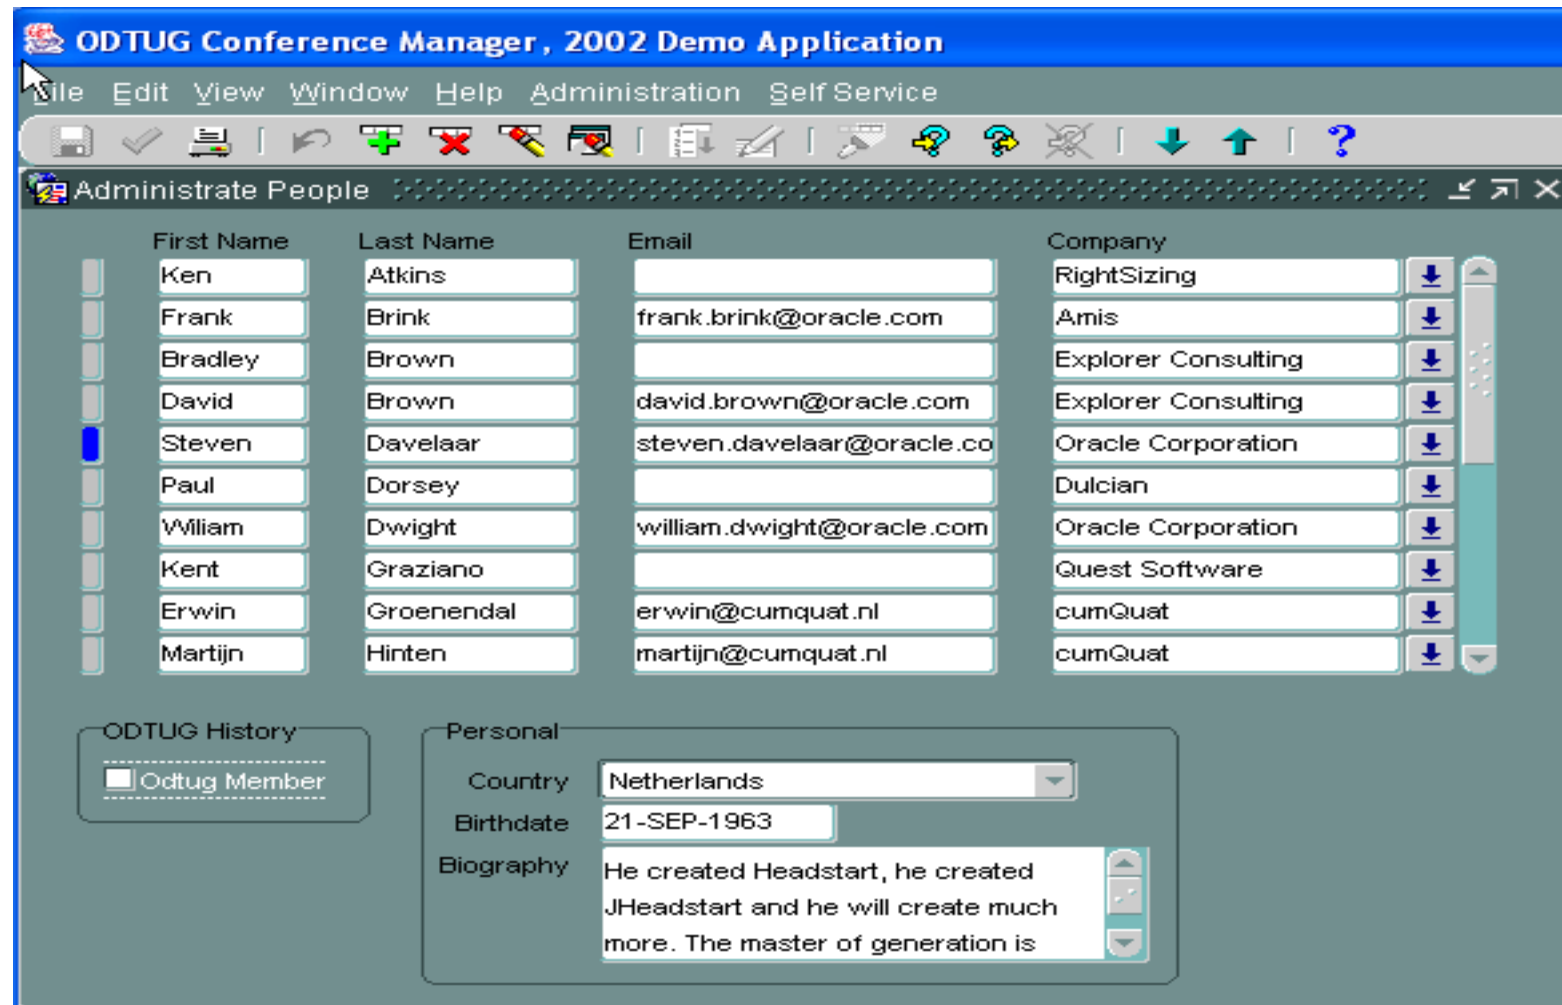 ODTUG Conference Manager, 2002 Demo Application
File Edit View Window Help Administration Self Service
Administrate People
First Name Last Name Email Company
Ken Atkins RightSizing
Frank Brink frank.brink@oracle.com Amis
Bradley Brown Explorer Consulting
David Brown david.brown@oracle.com Explorer Consulting
Steven Davelaar steven.davelaar@oracle.co Oracle Corporation
Paul Dorsey Dulcian
Wiliam Dwight william.dwight@oracle.com Oracle Corporation
Kent Graziano Quest Software
Erwin Groenendal erwin@cumquat.nl cumQuat
Martijn Hinten martijn@cumquat.nl cumQuat
ODTUG History
Odtug Member
Personal
Country Netherlands
Birthdate 21-SEP-1963
Biography He created Headstart, he created
JHeadstart and he will create much
more. The master of generation is